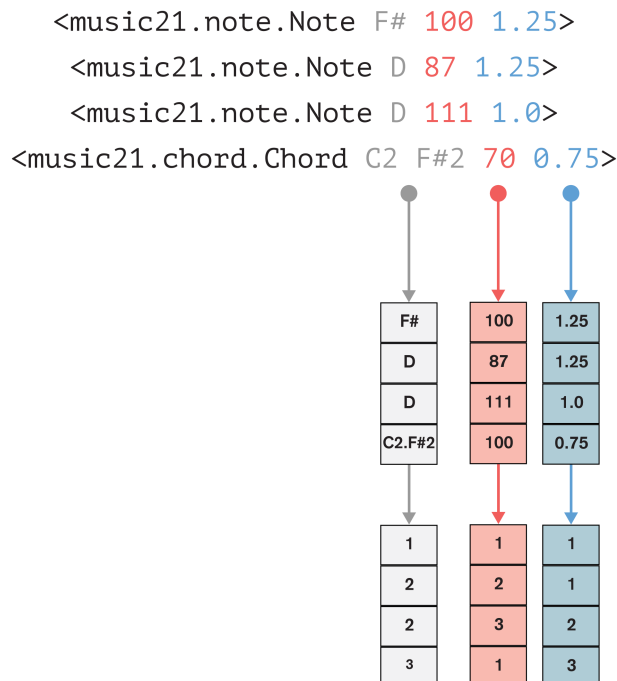 <music21.note.Note F# 100 1.25>
<music21.note.Note D 87 1.25>
<music21.note.Note D 111 1.0>
<music21.chord.Chord C2 F#2 70 0.75>
F# 100 1.25
D 87 1.25
D 111 1.0
C2.F#2 100 0.75
1 1 1
2 2 1
2 3 2
3 1 3